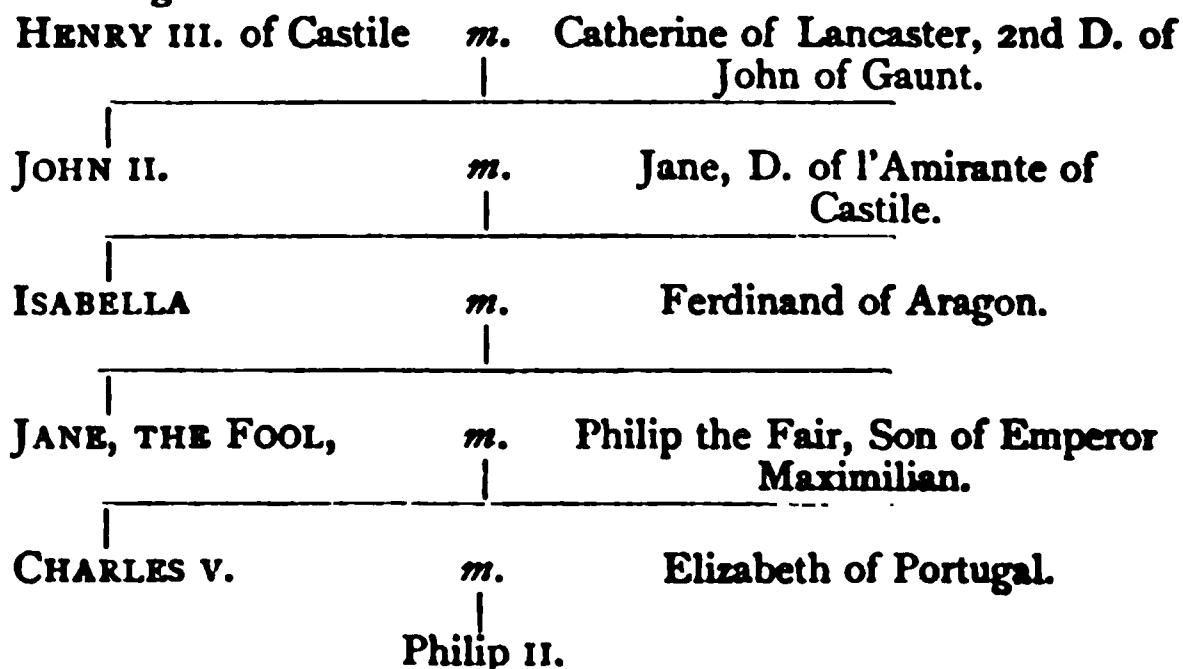 HENRY III. of Castile m. Catherine of Lancaster, 2nd D. of
John of Gaunt.
JOHN II. m. Jane, D. of l'Amirante of
Castile.
ISABELLA m. Ferdinand of Aragon.
JANE, THE FOOL, m. Philip the Fair, Son of Emperor
Maximilian.
CHARLES V. m. Elizabeth of Portugal.
Philip II.